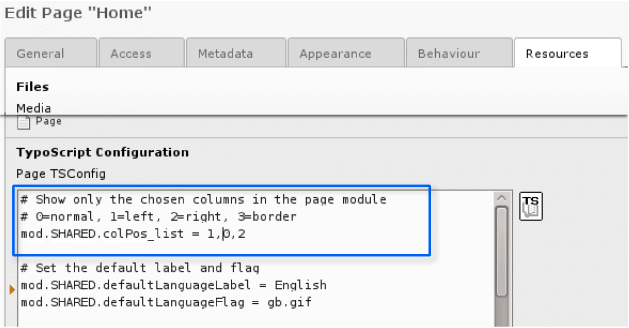 Edit Page "Home"
General Access Metadata Appearance Behaviour Resources
Files
Media
Page
TypoScript Configuration
Page TSConfig
# Show only the chosen columns in the page module
# 0=normal, 1=left, 2=right, 3=border
mod.SHARED.colPos_list = 1,0,2
# Set the default label and flag
mod.SHARED.defaultLanguageLabel = English
mod.SHARED.defaultLanguageFlag = gb.gif
TS